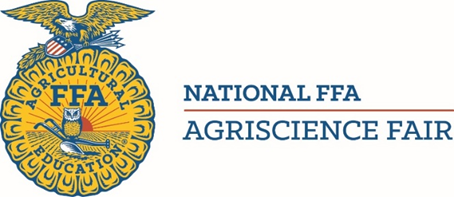 AGRICULTURAL
FFA
EDUCATION
NATIONAL FFA
AGRISCIENCE FAIR